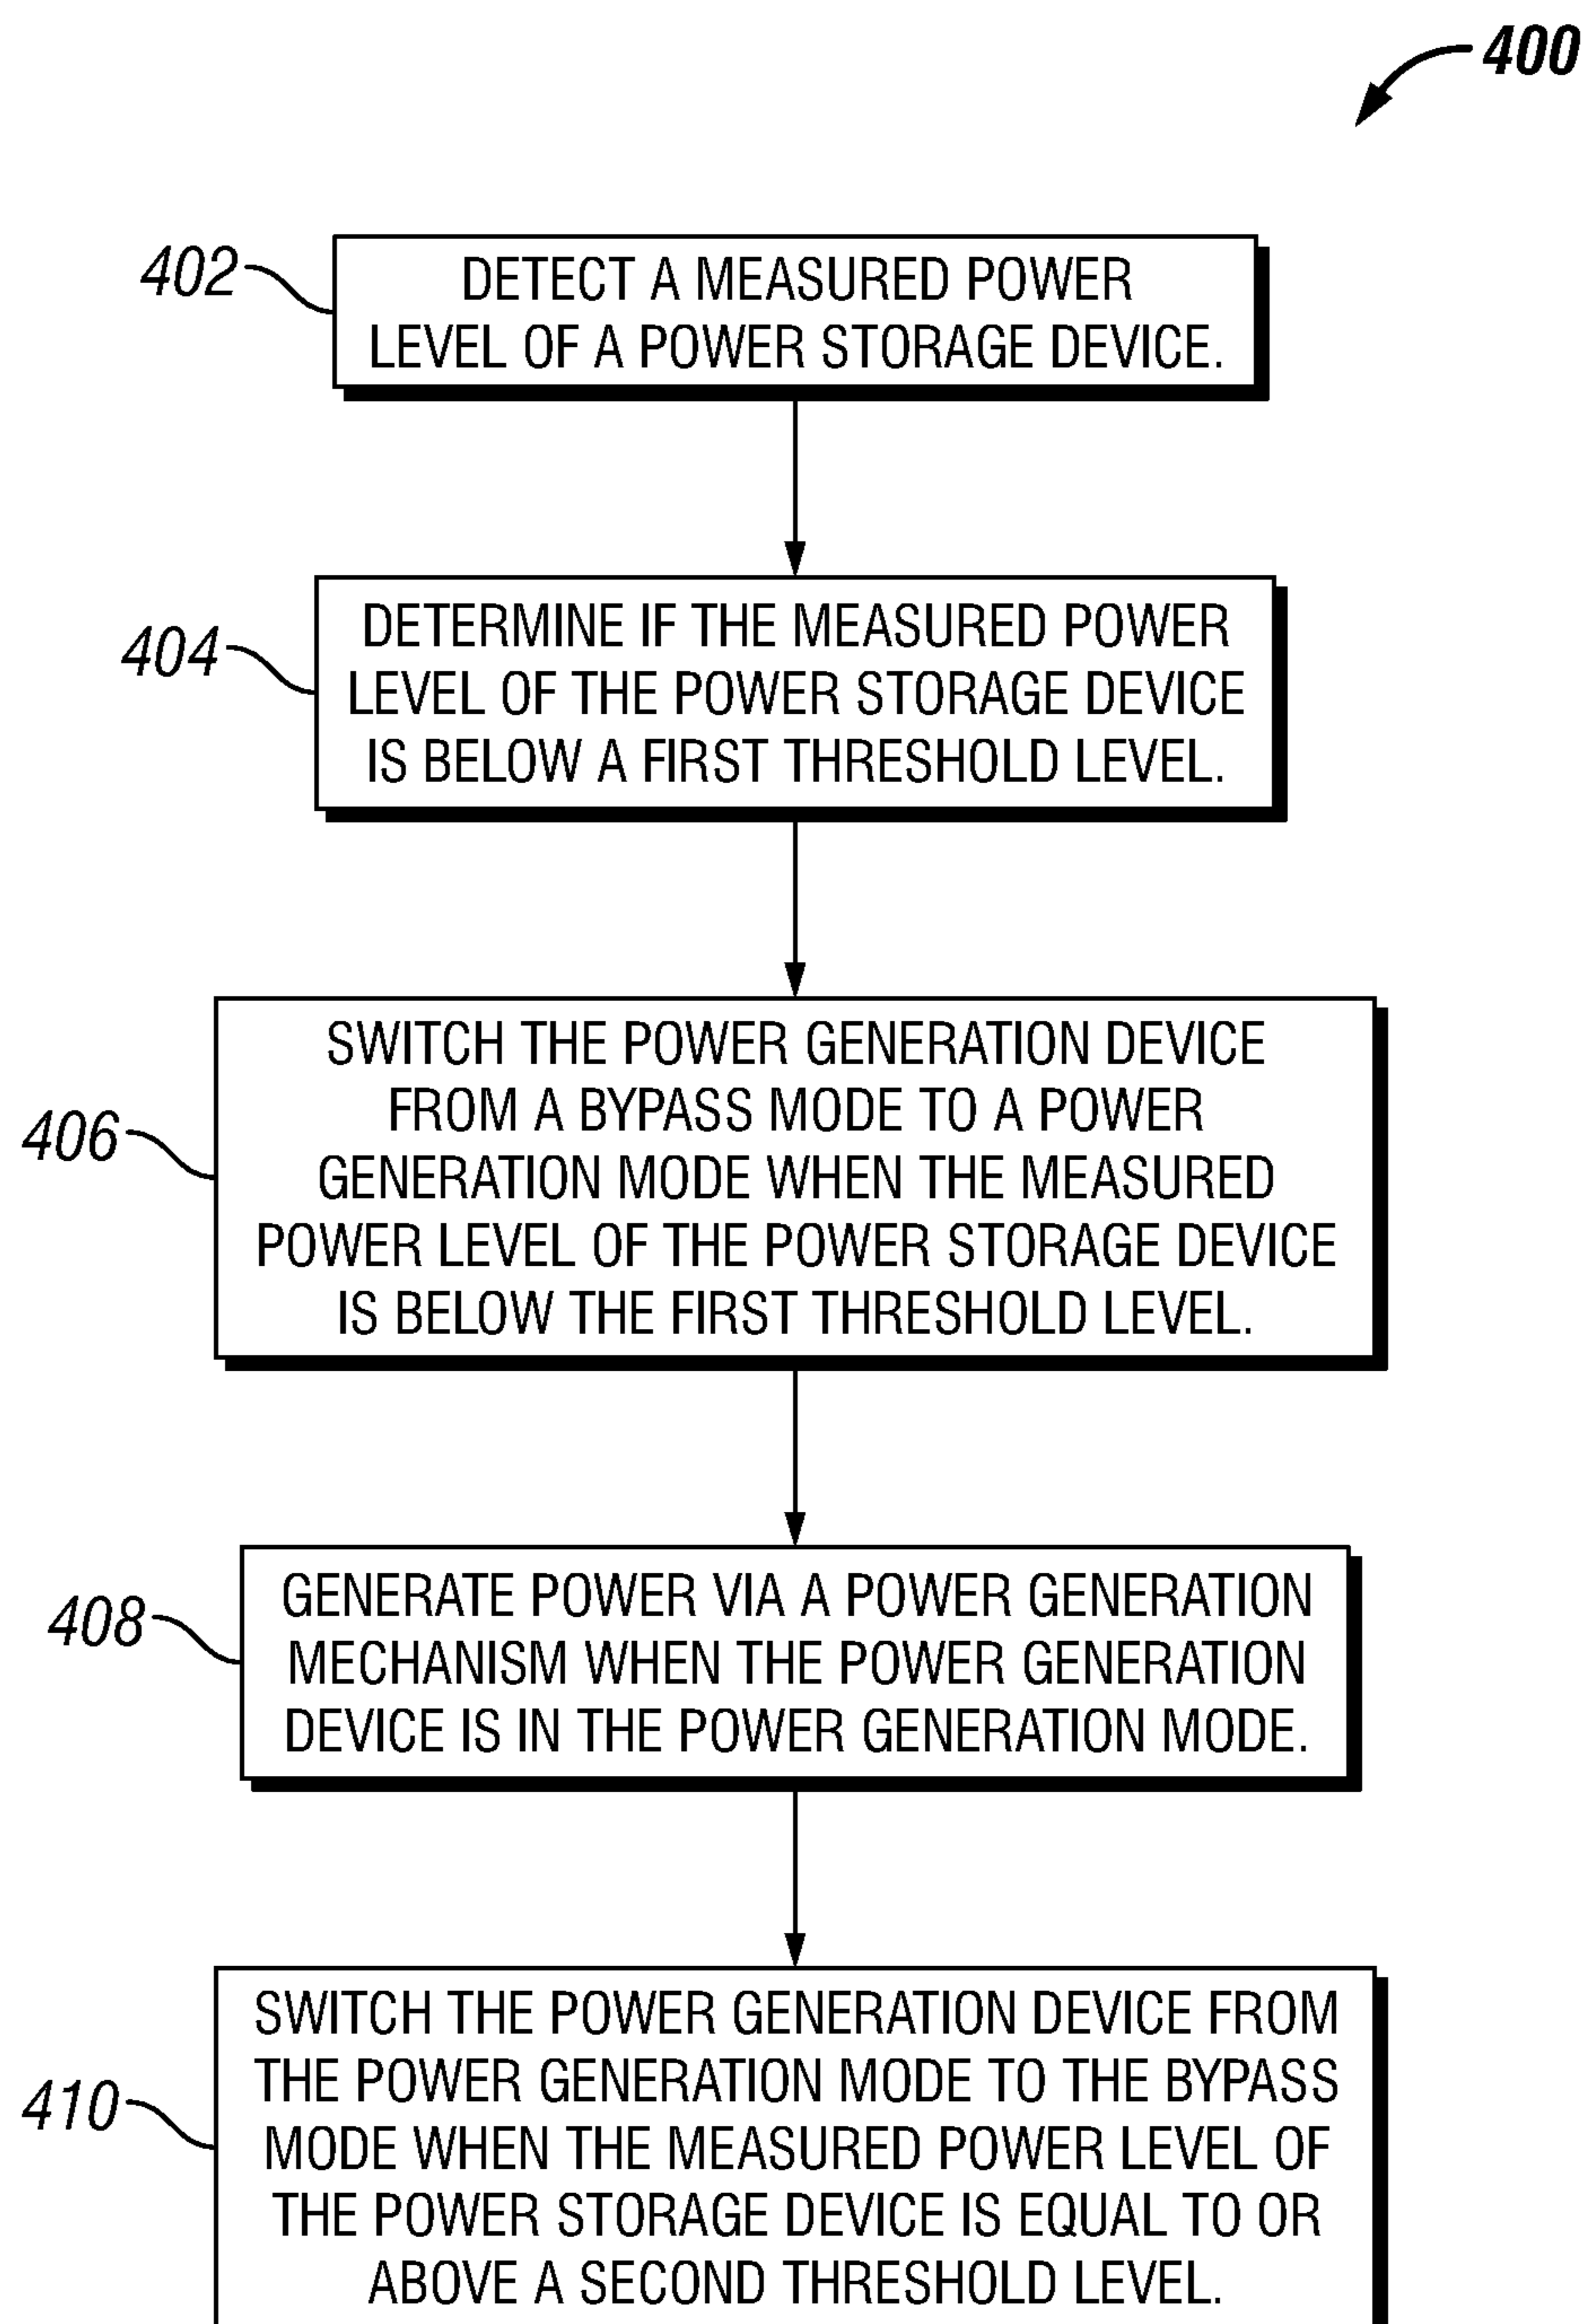 400
402
DETECT A MEASURED POWER
LEVEL OF A POWER STORAGE DEVICE.
404
DETERMINE IF THE MEASURED POWER
LEVEL OF THE POWER STORAGE DEVICE
IS BELOW A FIRST THRESHOLD LEVEL.
406
SWITCH THE POWER GENERATION DEVICE
FROM A BYPASS MODE TO A POWER
GENERATION MODE WHEN THE MEASURED
POWER LEVEL OF THE POWER STORAGE DEVICE
IS BELOW THE FIRST THRESHOLD LEVEL.
408
GENERATE POWER VIA A POWER GENERATION
MECHANISM WHEN THE POWER GENERATION
DEVICE IS IN THE POWER GENERATION MODE.
410
SWITCH THE POWER GENERATION DEVICE FROM
THE POWER GENERATION MODE TO THE BYPASS
MODE WHEN THE MEASURED POWER LEVEL OF
THE POWER STORAGE DEVICE IS EQUAL TO OR
ABOVE A SECOND THRESHOLD LEVEL.